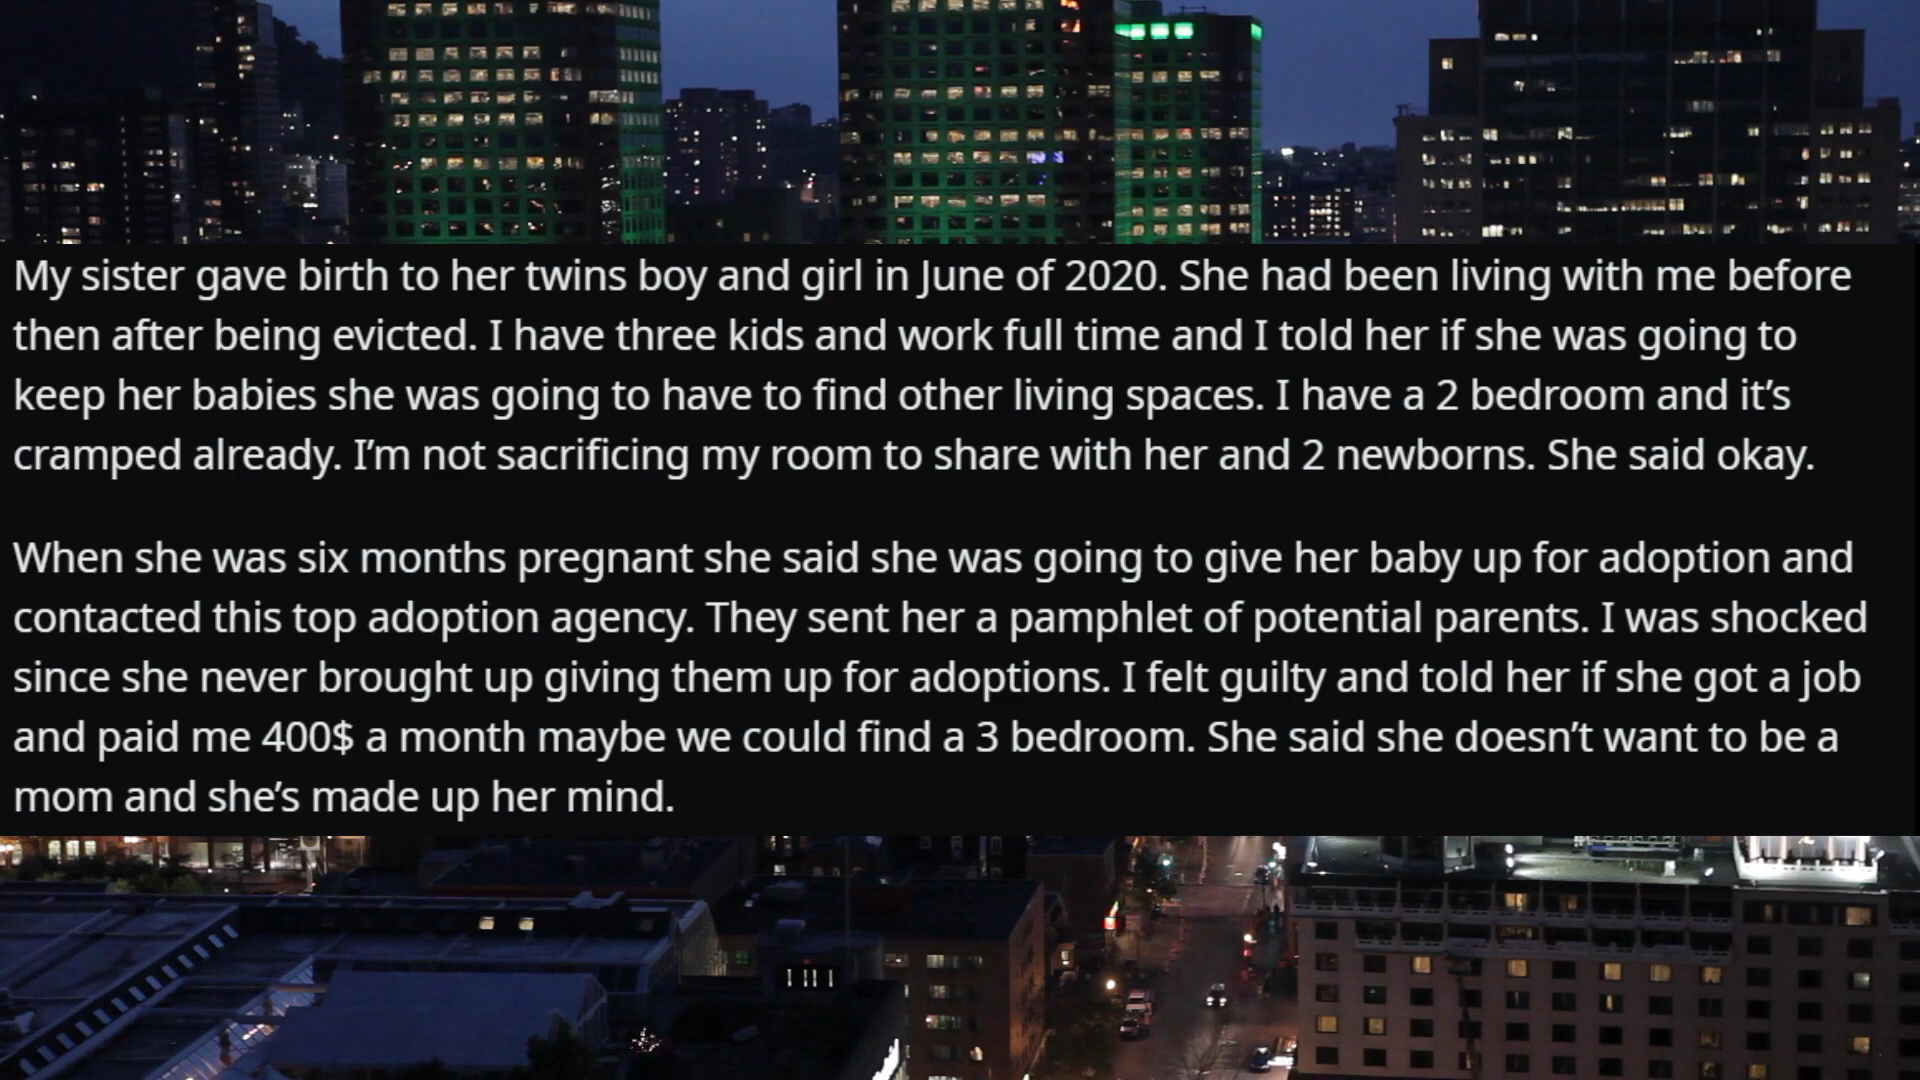 My sister gave birth to her twins boy and girl in June of 2020. She had been living with me before
then after being evicted. I have three kids and work full time and I told her if she was going to
keep her babies she was going to have to find other living spaces. I have a 2 bedroom and it’s
cramped already. I’m not sacrificing my room to share with her and 2 newborns. She said okay.
When she was six months pregnant she said she was going to give her baby up for adoption and
contacted this top adoption agency. They sent her a pamphlet of potential parents. I was shocked
since she never brought up giving them up for adoptions. I felt guilty and told her if she got a job
and paid me 400$ a month maybe we could find a 3 bedroom. She said she doesn’t want to be a
mom and she’s made up her mind.